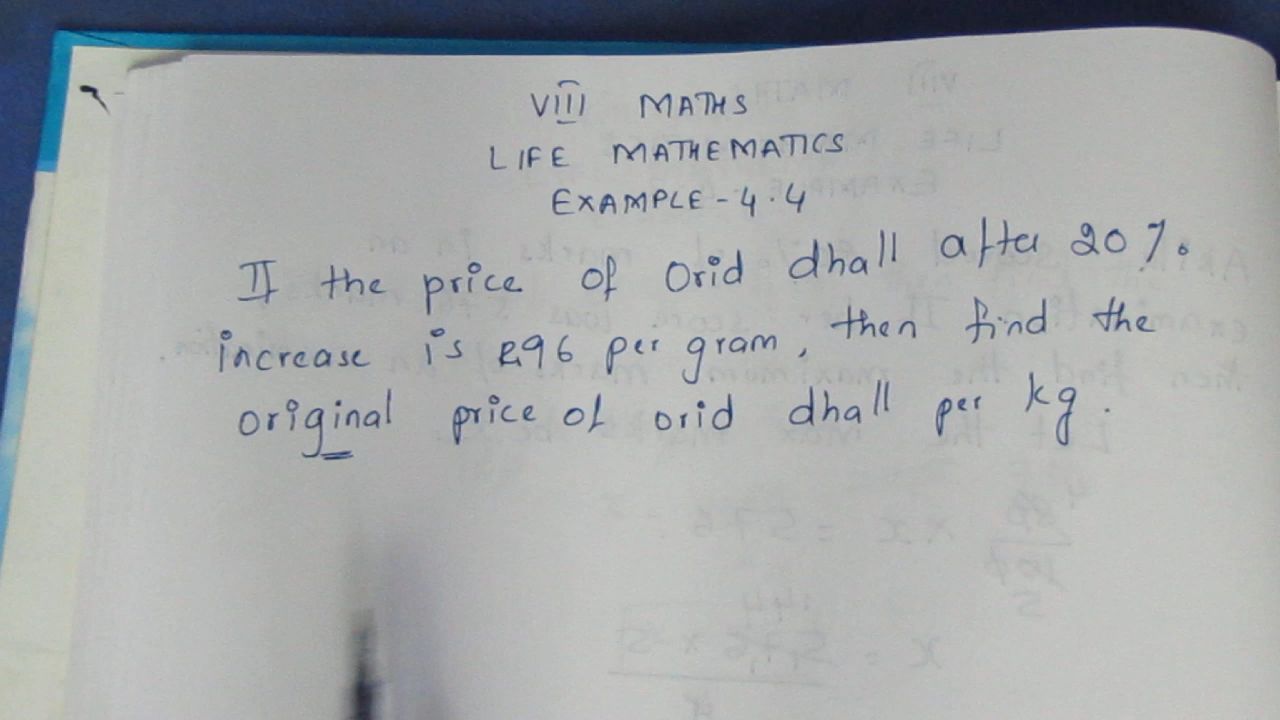 VIII MATHS
LIFE MATHEMATICS
EXAMPLE - 4.4
If the price of Orid dhall after 20%
increase is ₹96 per gram, then find the
original price of orid dhall per kg.